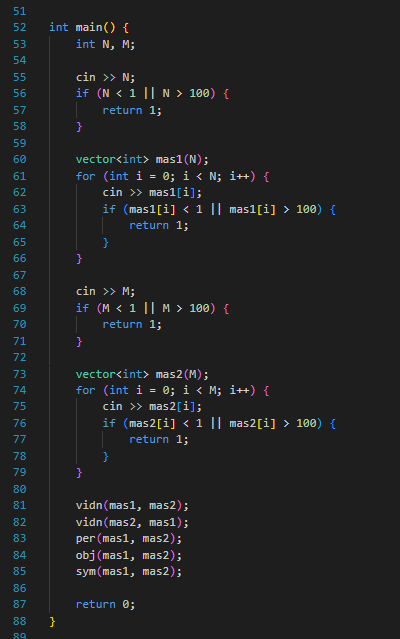 51
52 int main() {
53 int N, M;
54
55 cin >> N;
56 if (N < 1 || N > 100) {
57 return 1;
58 }
59
60 vector<int> mas1(N);
61 for (int i = 0; i < N; i++) {
62 cin >> mas1[i];
63 if (mas1[i] < 1 || mas1[i] > 100) {
64 return 1;
65 }
66 }
67
68 cin >> M;
69 if (M < 1 || M > 100) {
70 return 1;
71 }
72
73 vector<int> mas2(M);
74 for (int i = 0; i < M; i++) {
75 cin >> mas2[i];
76 if (mas2[i] < 1 || mas2[i] > 100) {
77 return 1;
78 }
79 }
80
81 vidn(mas1, mas2);
82 vidn(mas2, mas1);
83 per(mas1, mas2);
84 obj(mas1, mas2);
85 sym(mas1, mas2);
86
87 return 0;
88 }
89